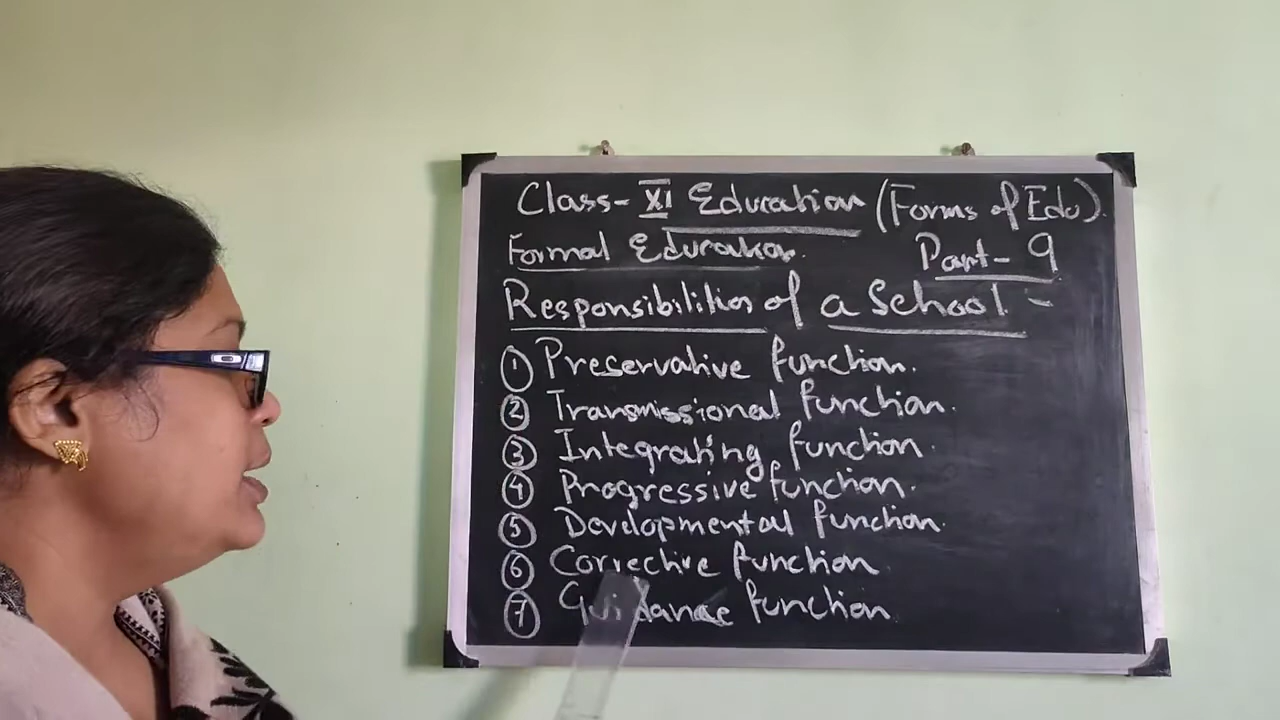 Class- XI Education (Forms of Edu).
Formal Education. Part- 9
Responsibilities of a School -
① Preservative function.
② Transmissional function.
③ Integrating function.
④ Progressive function.
⑤ Developmental function.
⑥ Corrective function
⑦ Guidance function.